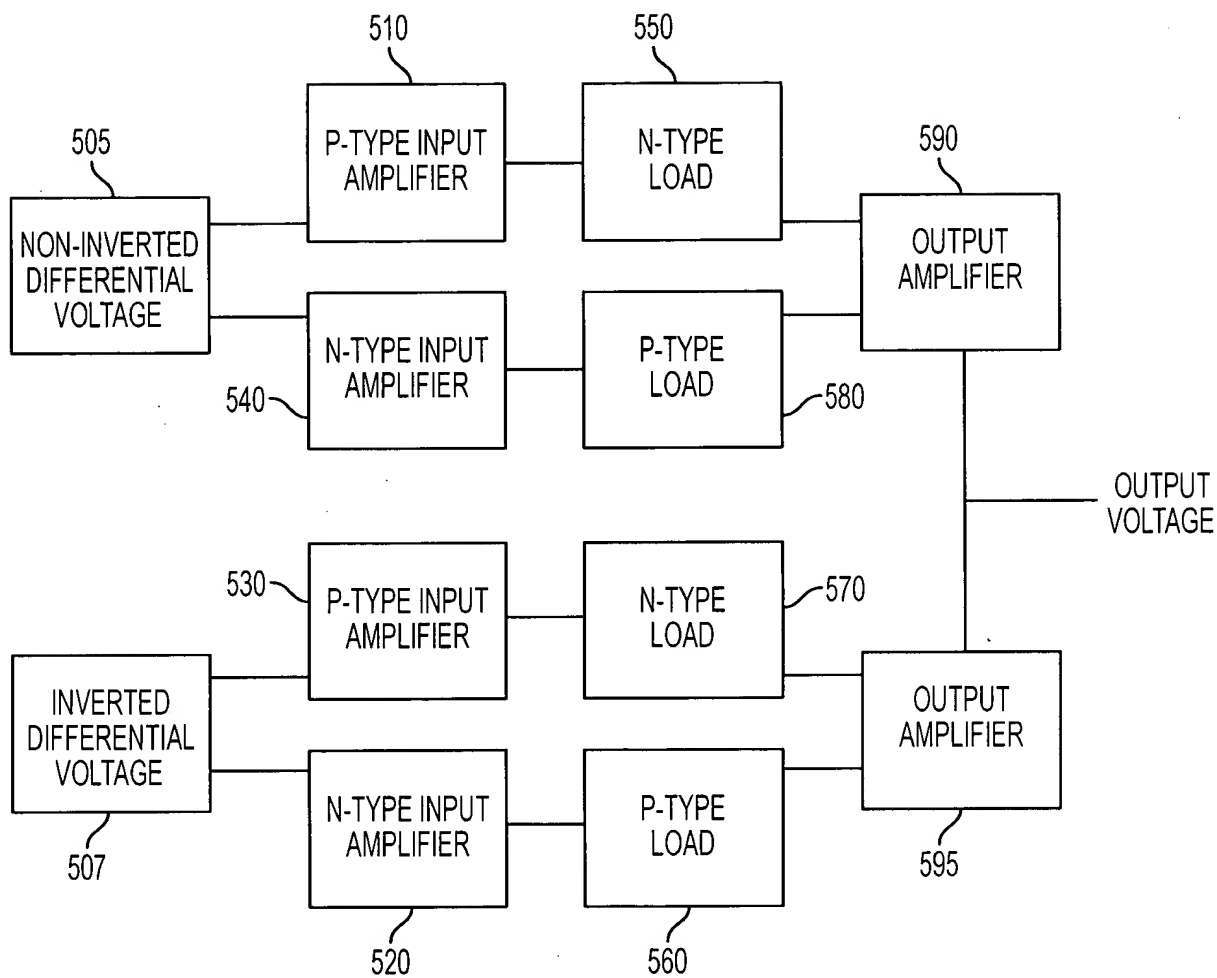 510
550
P-TYPE INPUT
AMPLIFIER
N-TYPE
LOAD
505
590
NON-INVERTED
DIFFERENTIAL
VOLTAGE
OUTPUT
AMPLIFIER
N-TYPE INPUT
AMPLIFIER
P-TYPE
LOAD
540
580
OUTPUT
VOLTAGE
530
P-TYPE INPUT
AMPLIFIER
N-TYPE
LOAD
570
INVERTED
DIFFERENTIAL
VOLTAGE
OUTPUT
AMPLIFIER
N-TYPE INPUT
AMPLIFIER
P-TYPE
LOAD
507
595
520
560